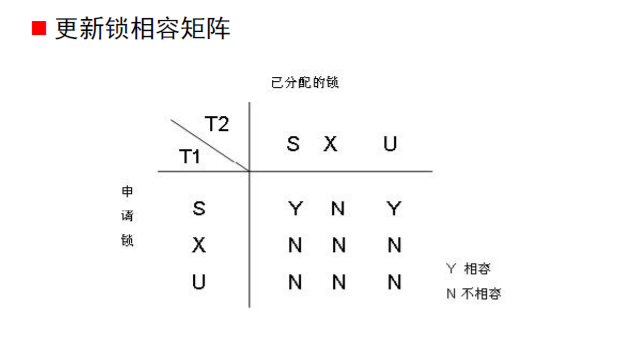 更新锁相容矩阵
已分配的锁
T2
T1
S X U
申请锁
S Y N Y
X N N N
U N N N
Y 相容
N 不相容